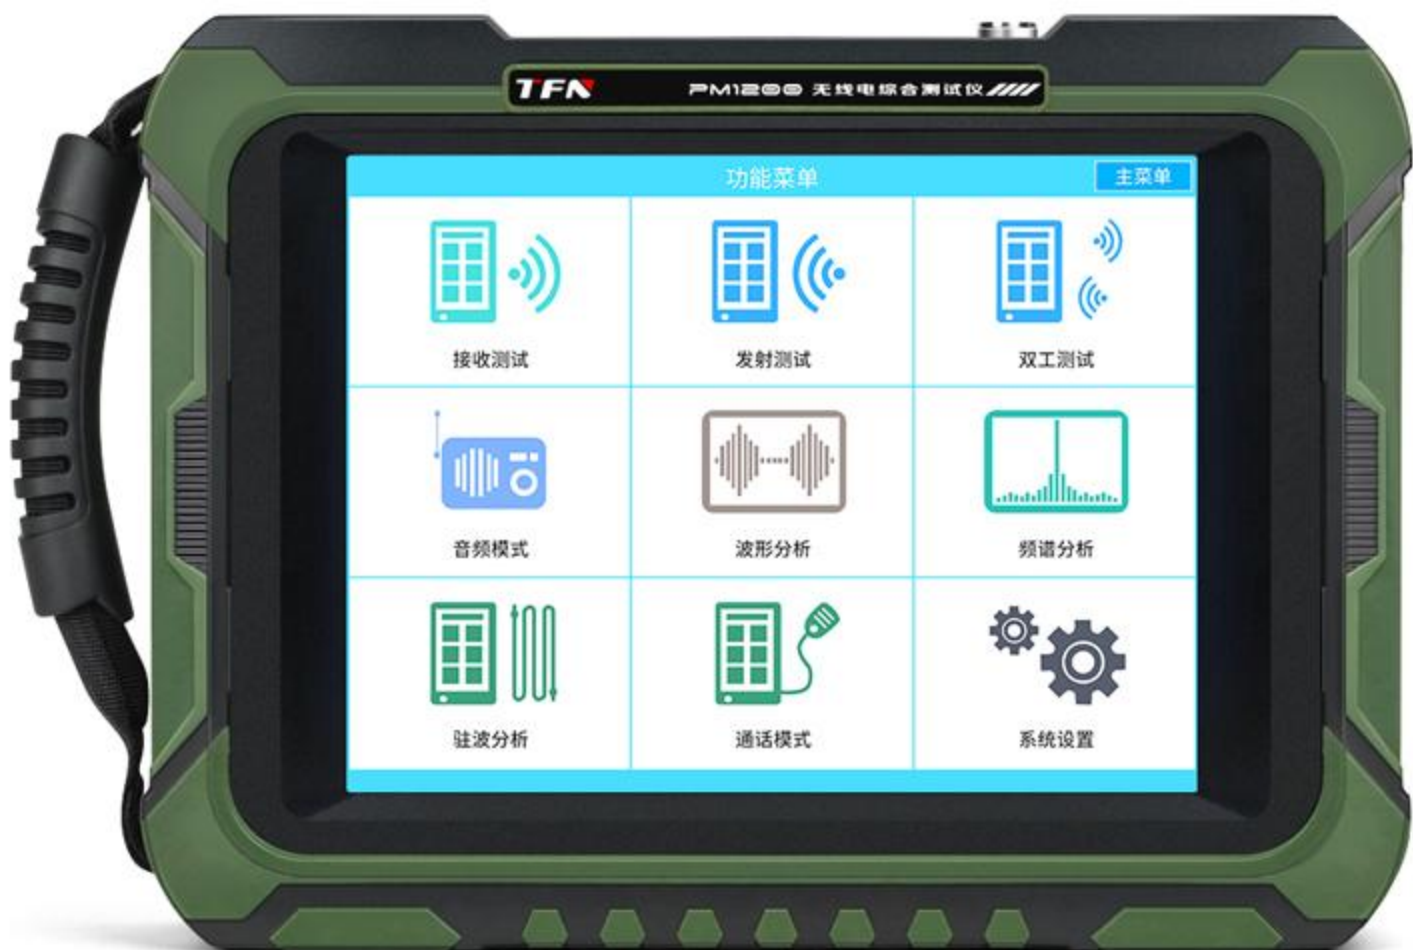 TFN PM1200 无线电综合测试仪
功能菜单 主菜单
接收测试 发射测试 双工测试
音频模式 波形分析 频谱分析
驻波分析 通话模式 系统设置